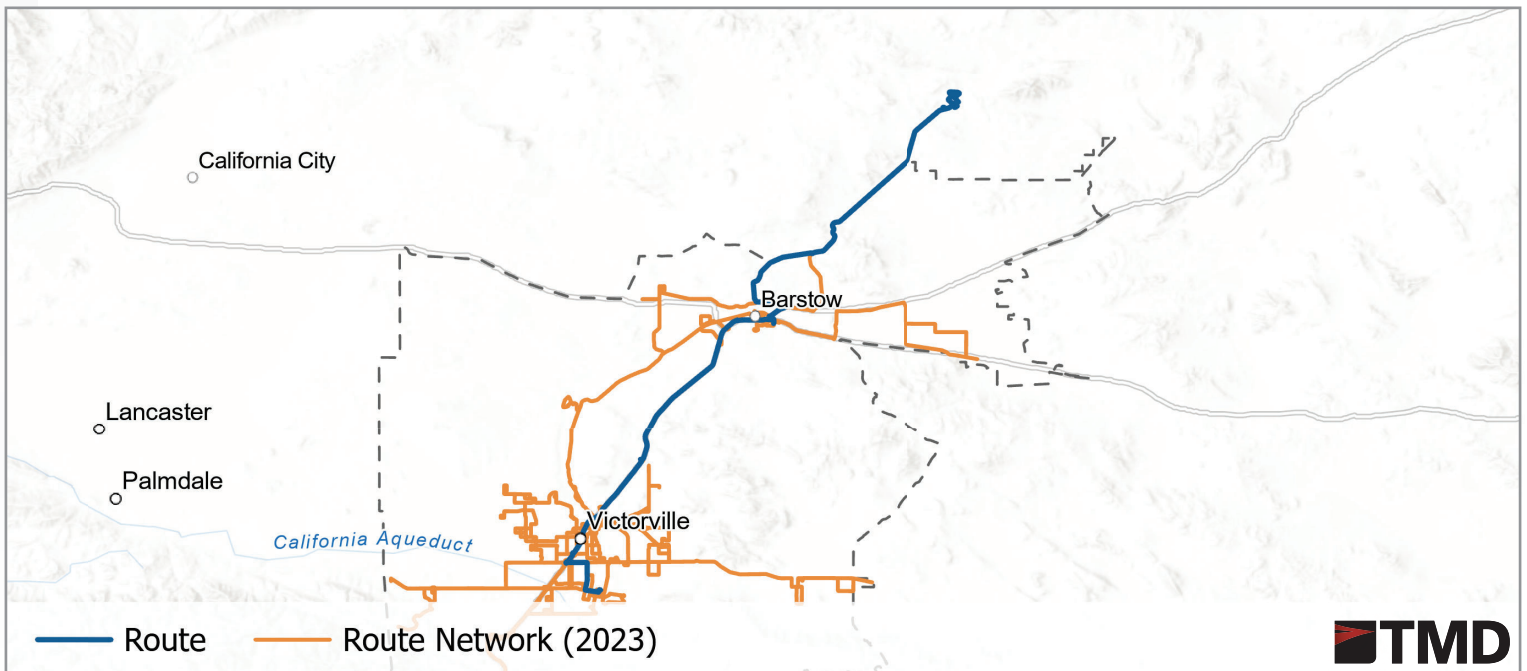 California City
Barstow
Lancaster
Palmdale
Victorville
California Aqueduct
Route
Route Network (2023)
TMD